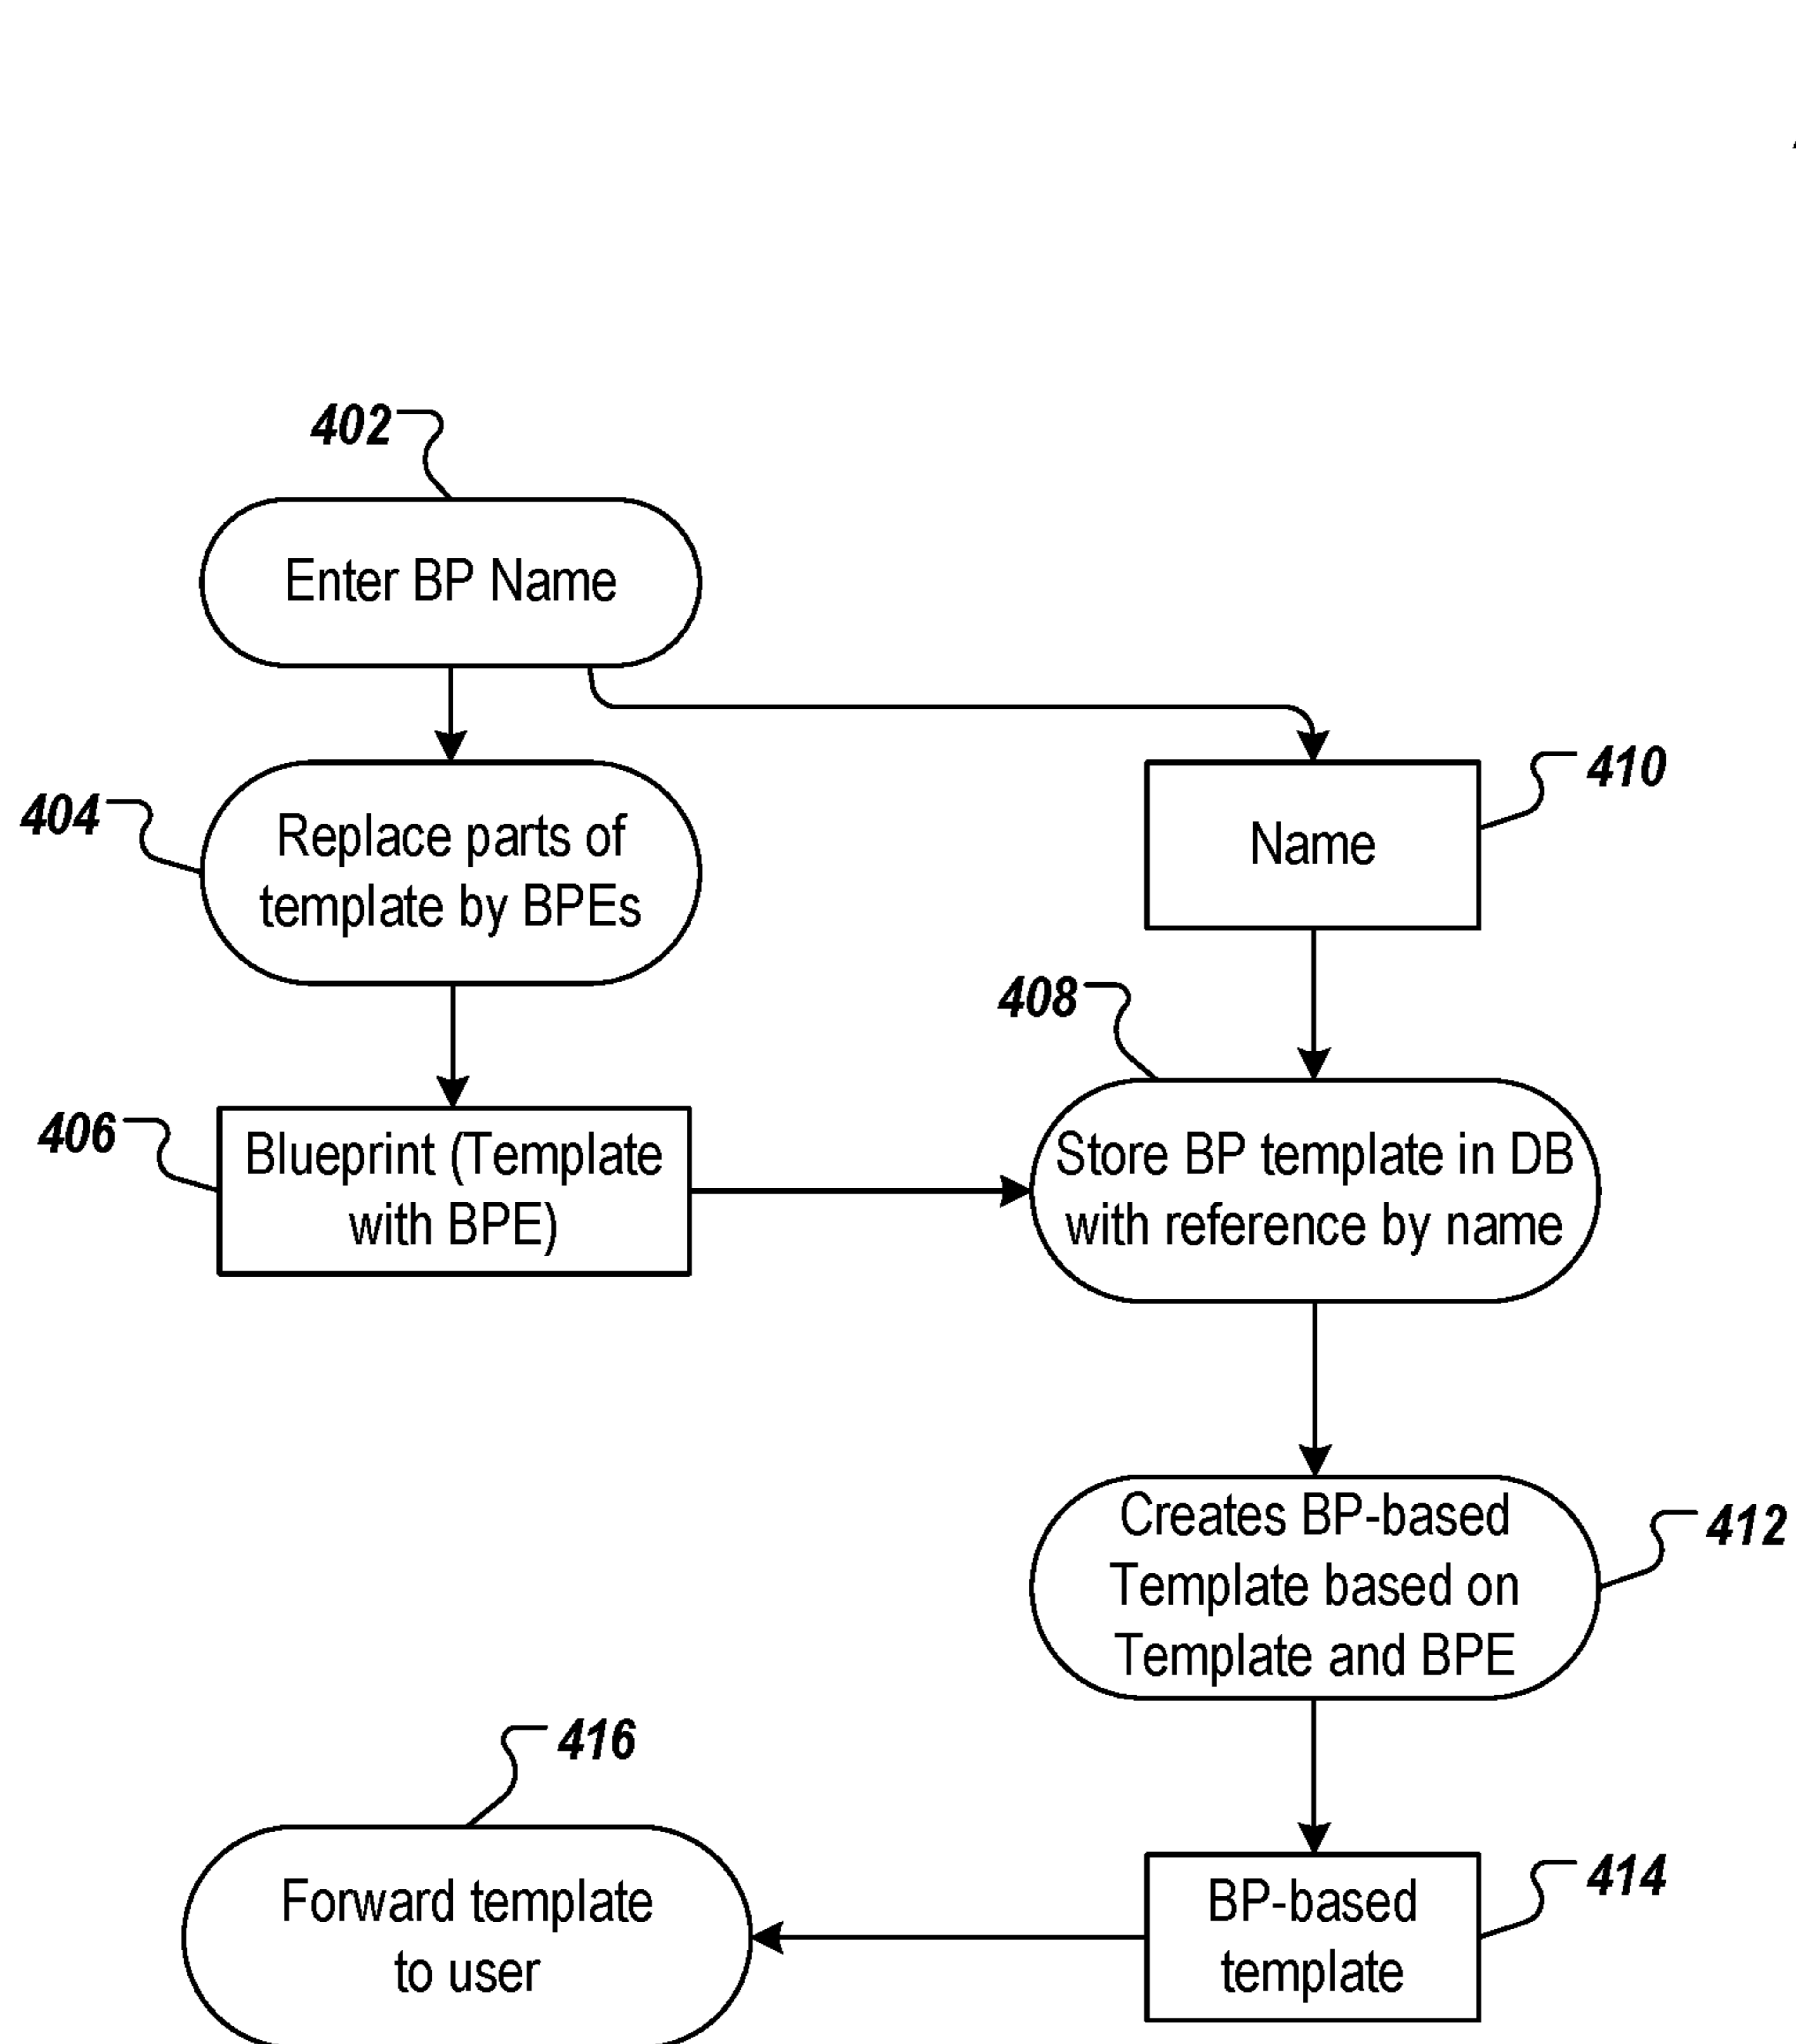 402
Enter BP Name
404
Replace parts of
template by BPEs
410
Name
408
406
Blueprint (Template
with BPE)
Store BP template in DB
with reference by name
412
Creates BP-based
Template based on
Template and BPE
416
Forward template
to user
414
BP-based
template